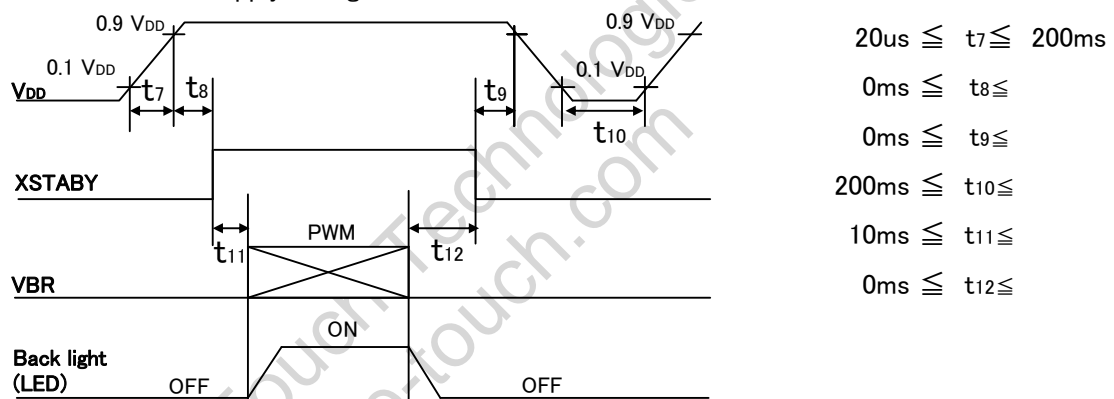 0.9 VDD
0.9 VDD
0.1 VDD
0.1 VDD
VDD
t7
t8
t9
t10
XSTABY
t11
PWM
t12
VBR
ON
Back light
(LED)
OFF
OFF
20us ≦ t7≦ 200ms
0ms ≦ t8≦
0ms ≦ t9≦
200ms ≦ t10≦
10ms ≦ t11≦
0ms ≦ t12≦